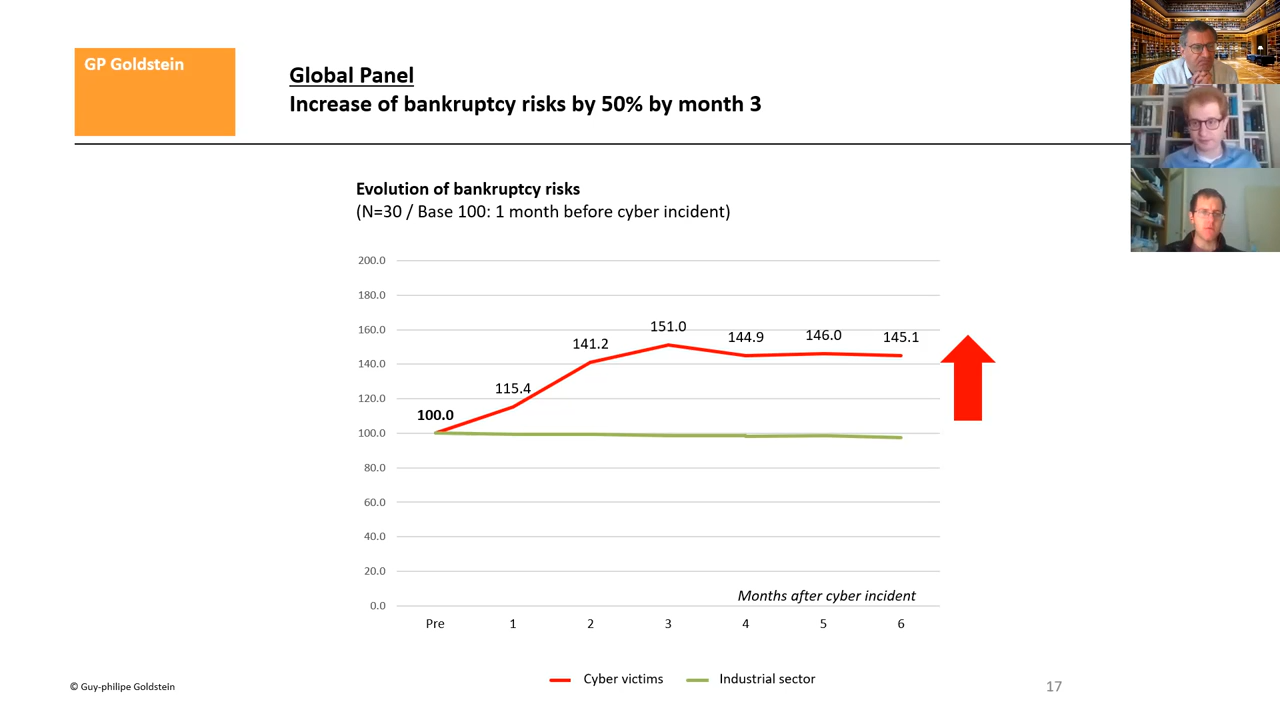 GP Goldstein
Global Panel
Increase of bankruptcy risks by 50% by month 3
Evolution of bankruptcy risks
(N=30 / Base 100: 1 month before cyber incident)
200.0
180.0
160.0
140.0
120.0
100.0
80.0
60.0
40.0
20.0
0.0
100.0
115.4
141.2
151.0
144.9
146.0
145.1
Months after cyber incident
Pre 1 2 3 4 5 6
Cyber victims Industrial sector
© Guy-philipe Goldstein
17